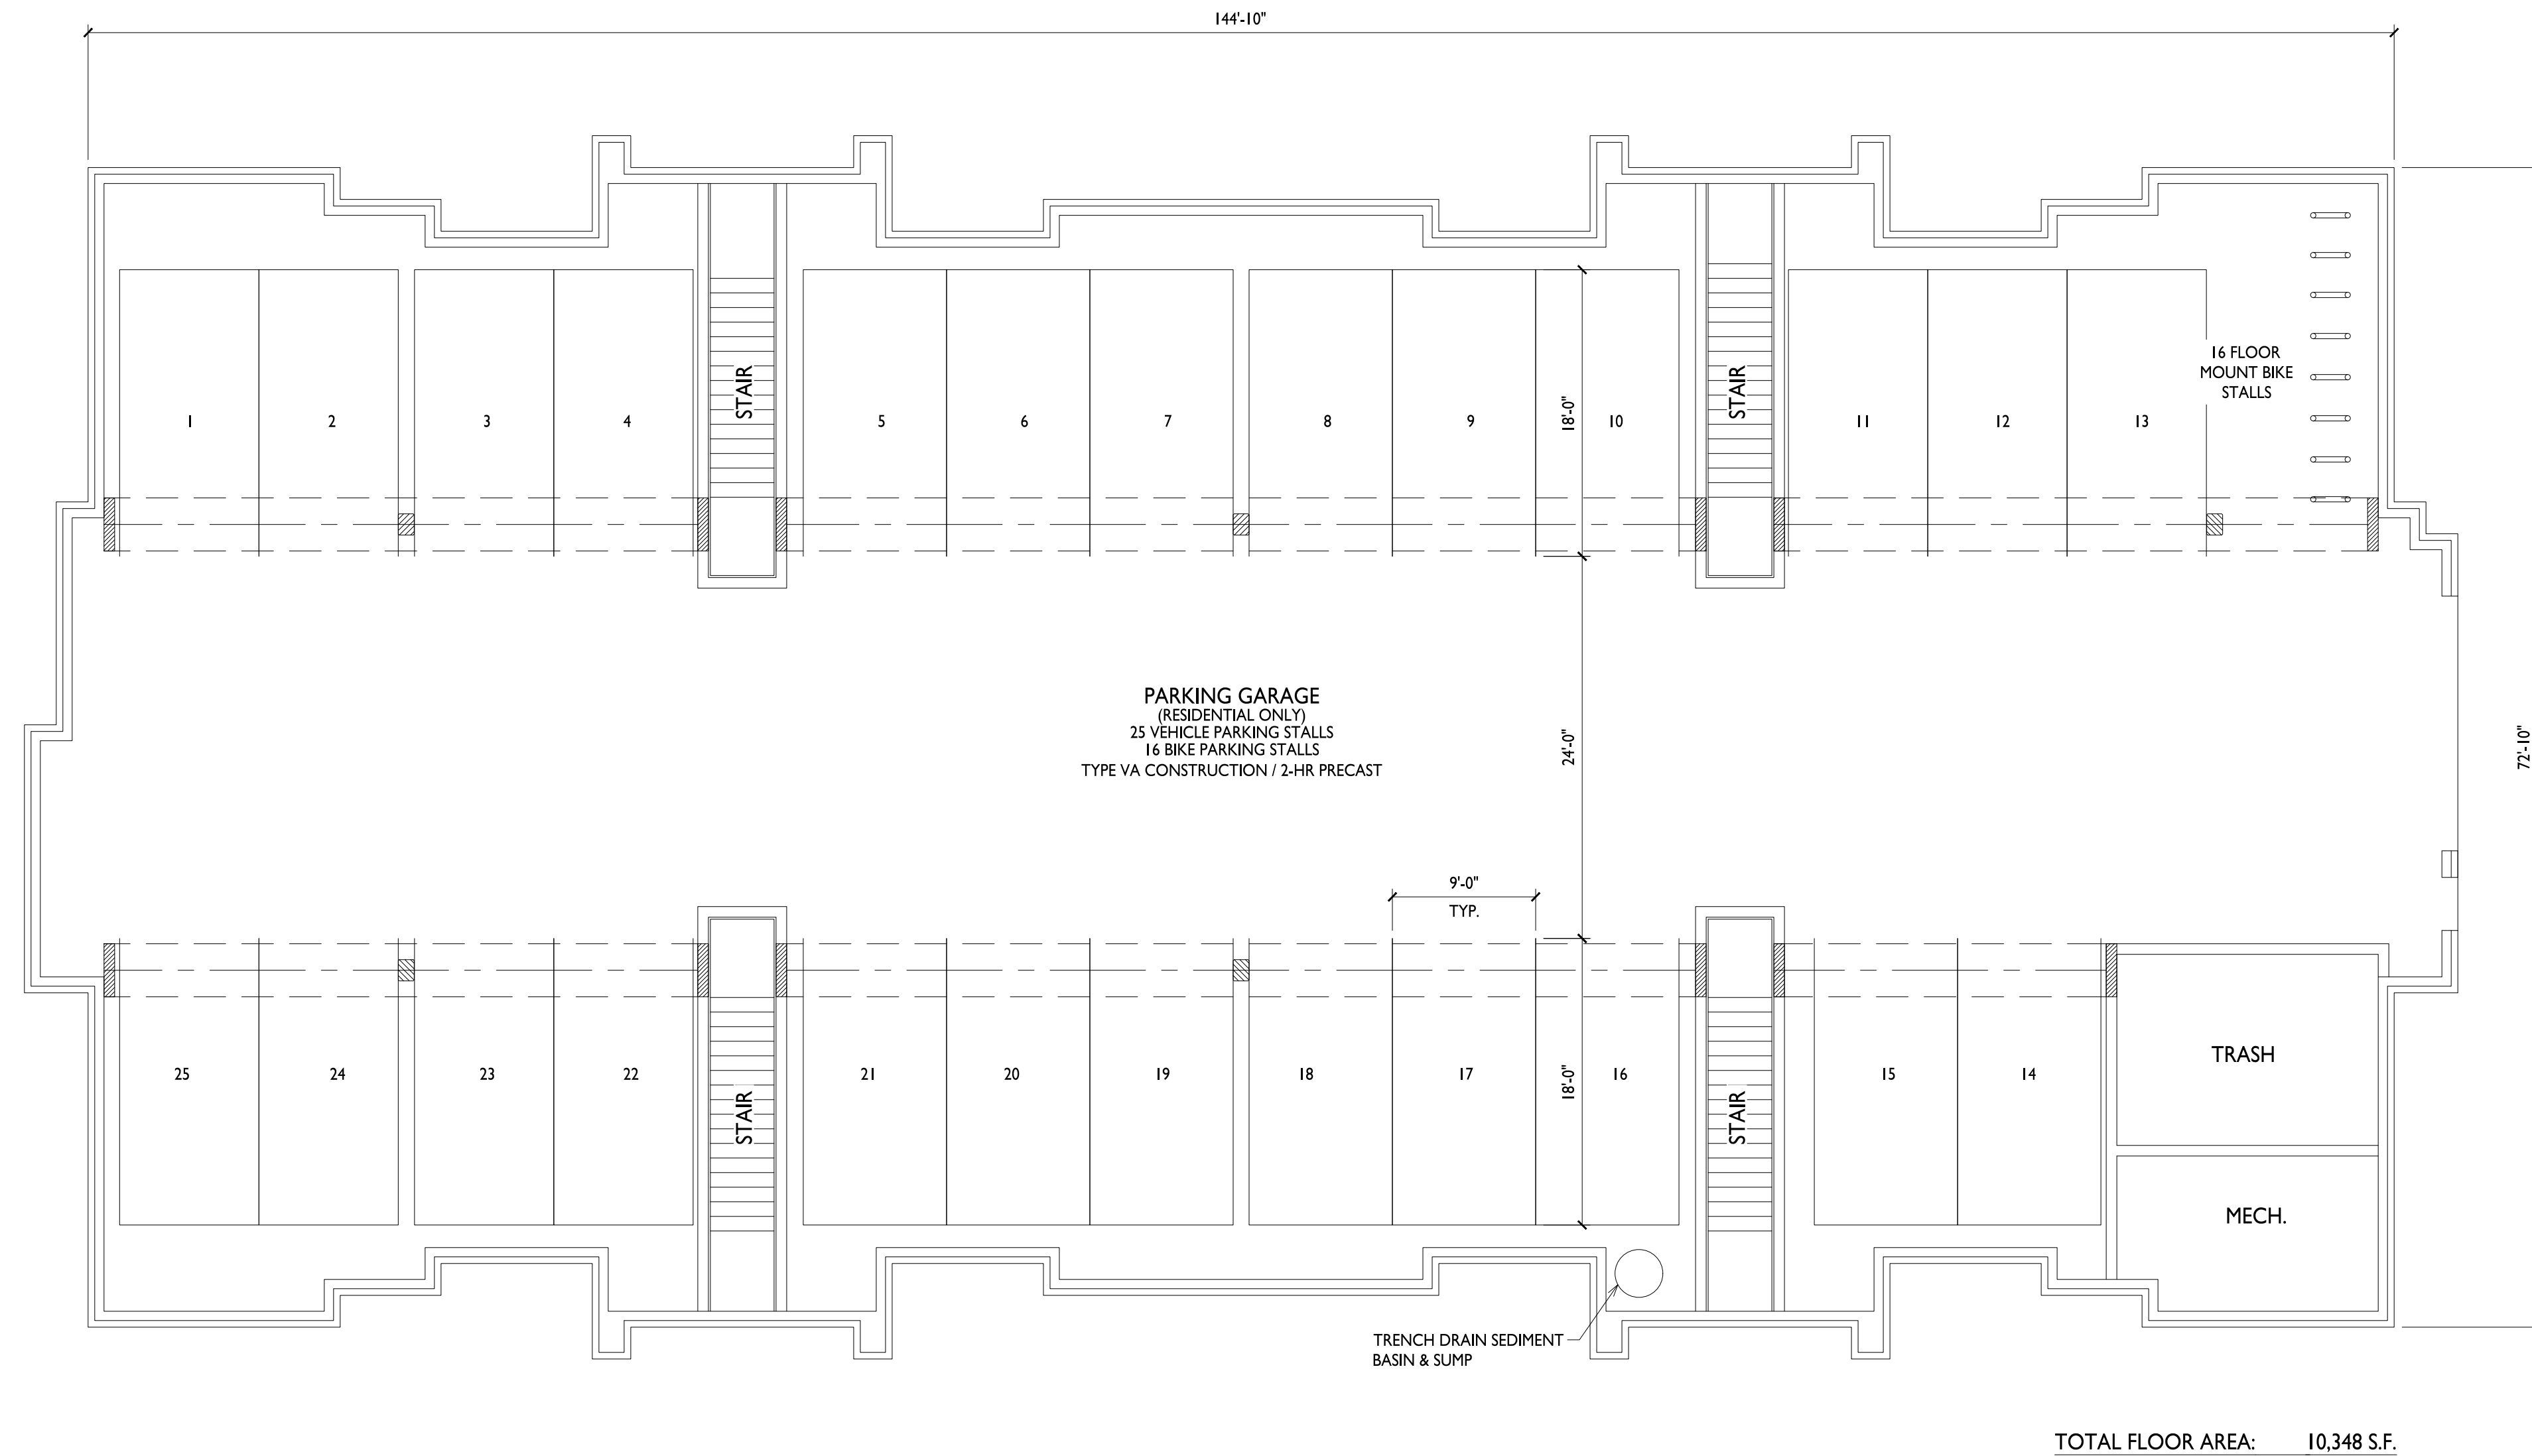 144'-10"
16 FLOOR
MOUNT BIKE
STALLS
STAIR
STAIR
1
2
3
4
5
6
7
8
9
18'-0"
10
11
12
13
PARKING GARAGE
(RESIDENTIAL ONLY)
25 VEHICLE PARKING STALLS
16 BIKE PARKING STALLS
TYPE VA CONSTRUCTION / 2-HR PRECAST
24'-0"
72'-10"
9'-0"
TYP.
TRASH
25
24
23
22
STAIR
21
20
19
18
17
18'-0"
16
STAIR
15
14
MECH.
TRENCH DRAIN SEDIMENT
BASIN & SUMP
TOTAL FLOOR AREA: 10,348 S.F.